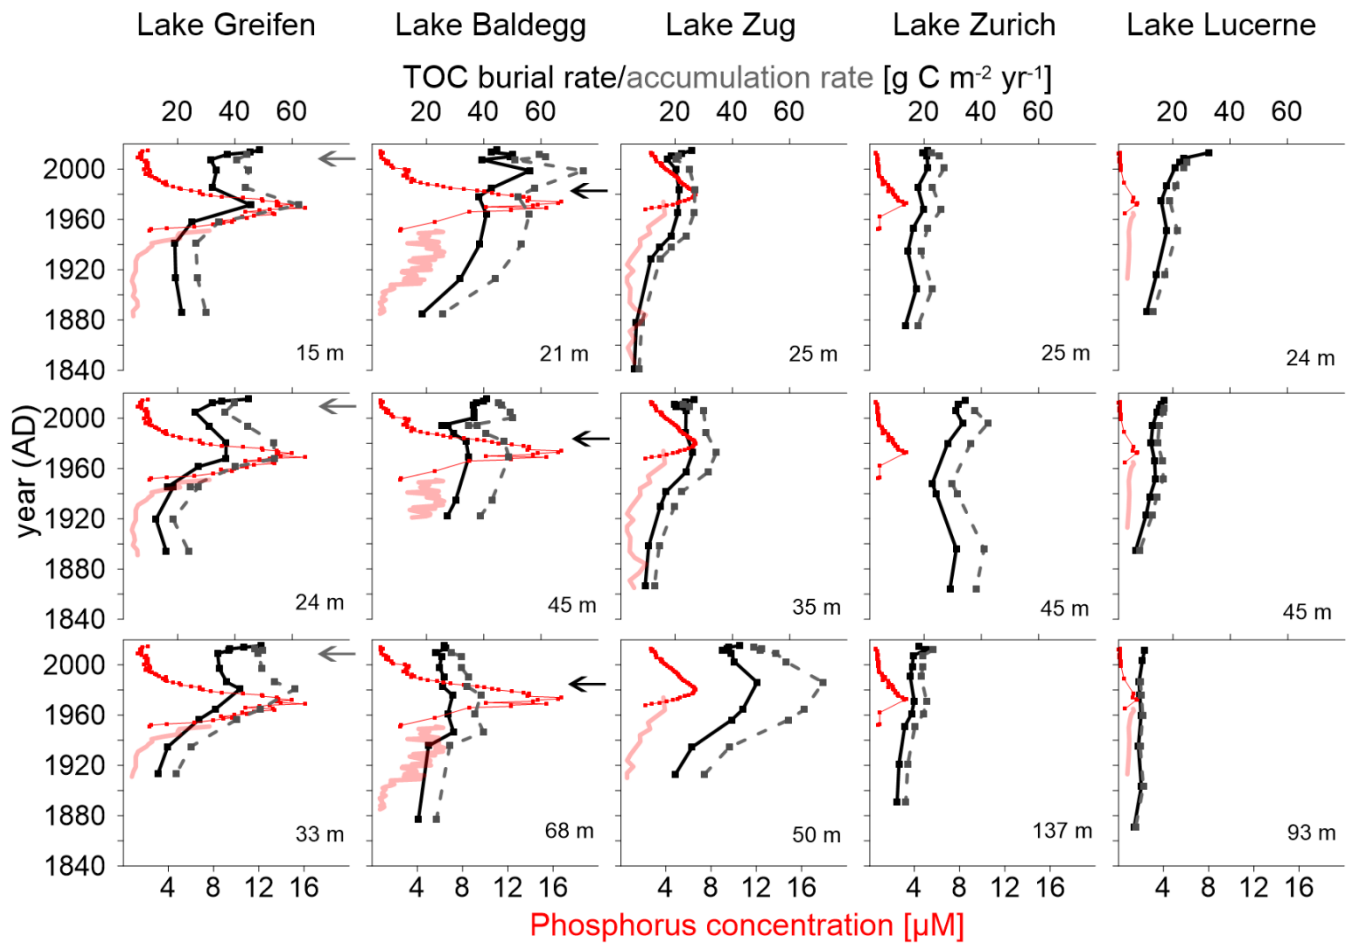 Lake Greifen Lake Baldegg Lake Zug Lake Zurich Lake Lucerne
TOC burial rate/accumulation rate [g C m⁻² yr⁻¹]
20 40 60 20 40 60 20 40 60 20 40 60 20 40 60
2000
1960
1920
1880
1840
15 m 21 m 25 m 25 m 24 m
year (AD)
2000
1960
1920
1880
1840
24 m 45 m 35 m 45 m 45 m
2000
1960
1920
1880
1840
33 m 68 m 50 m 137 m 93 m
4 8 12 16 4 8 12 16 4 8 12 16 4 8 12 16 4 8 12 16
Phosphorus concentration [µM]